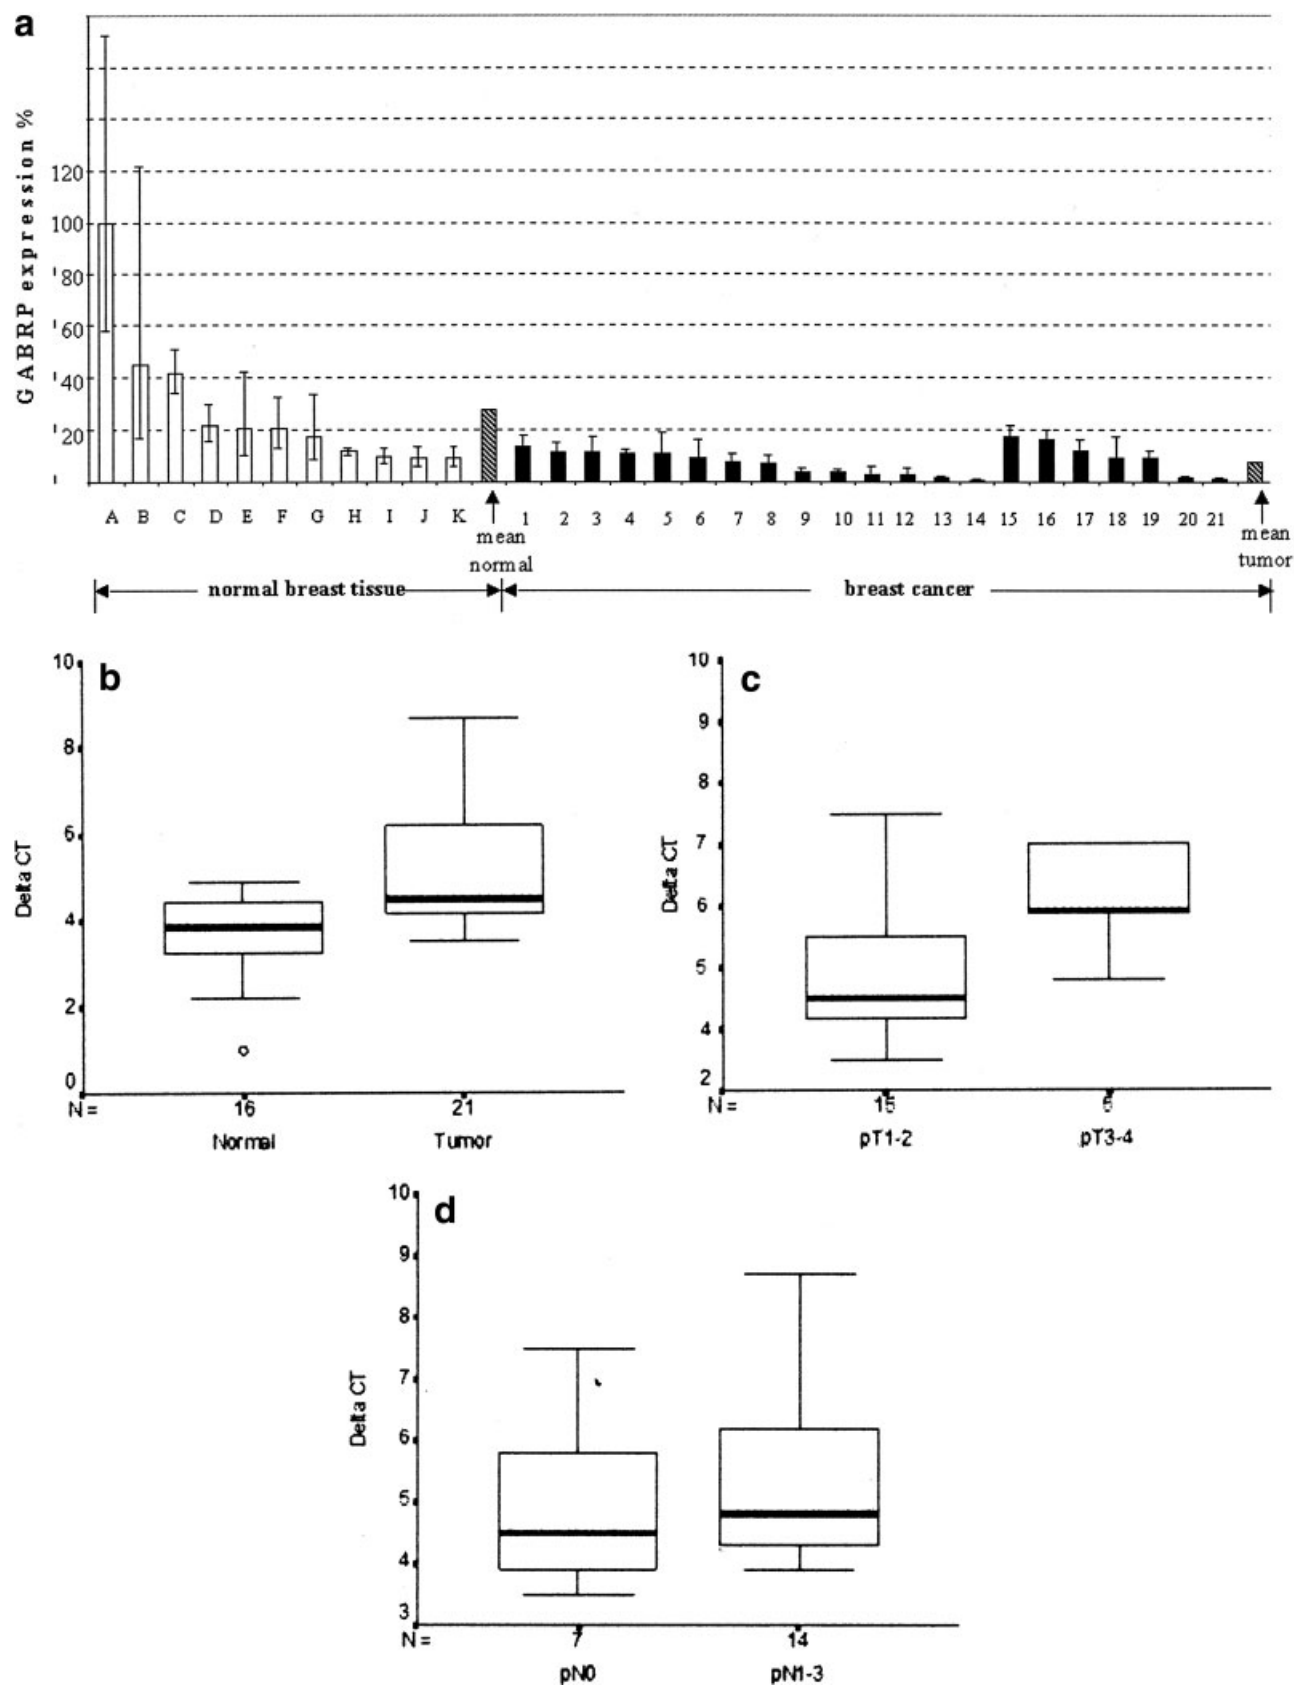 a
GABRP expression %
120
100
80
60
40
20
A B C D E F G H I J K 1 2 3 4 5 6 7 8 9 10 11 12 13 14 15 16 17 18 19 20 21
mean
normal
mean
tumor
normal breast tissue
breast cancer
b
Delta CT
10
8
6
4
2
0
N = 16 21
Normal Tumor
c
Delta CT
10
9
8
7
6
5
4
2
N = 15 6
pT1-2 pT3-4
d
Delta CT
10
9
8
7
6
5
4
3
N = 7 14
pN0 pN1-3